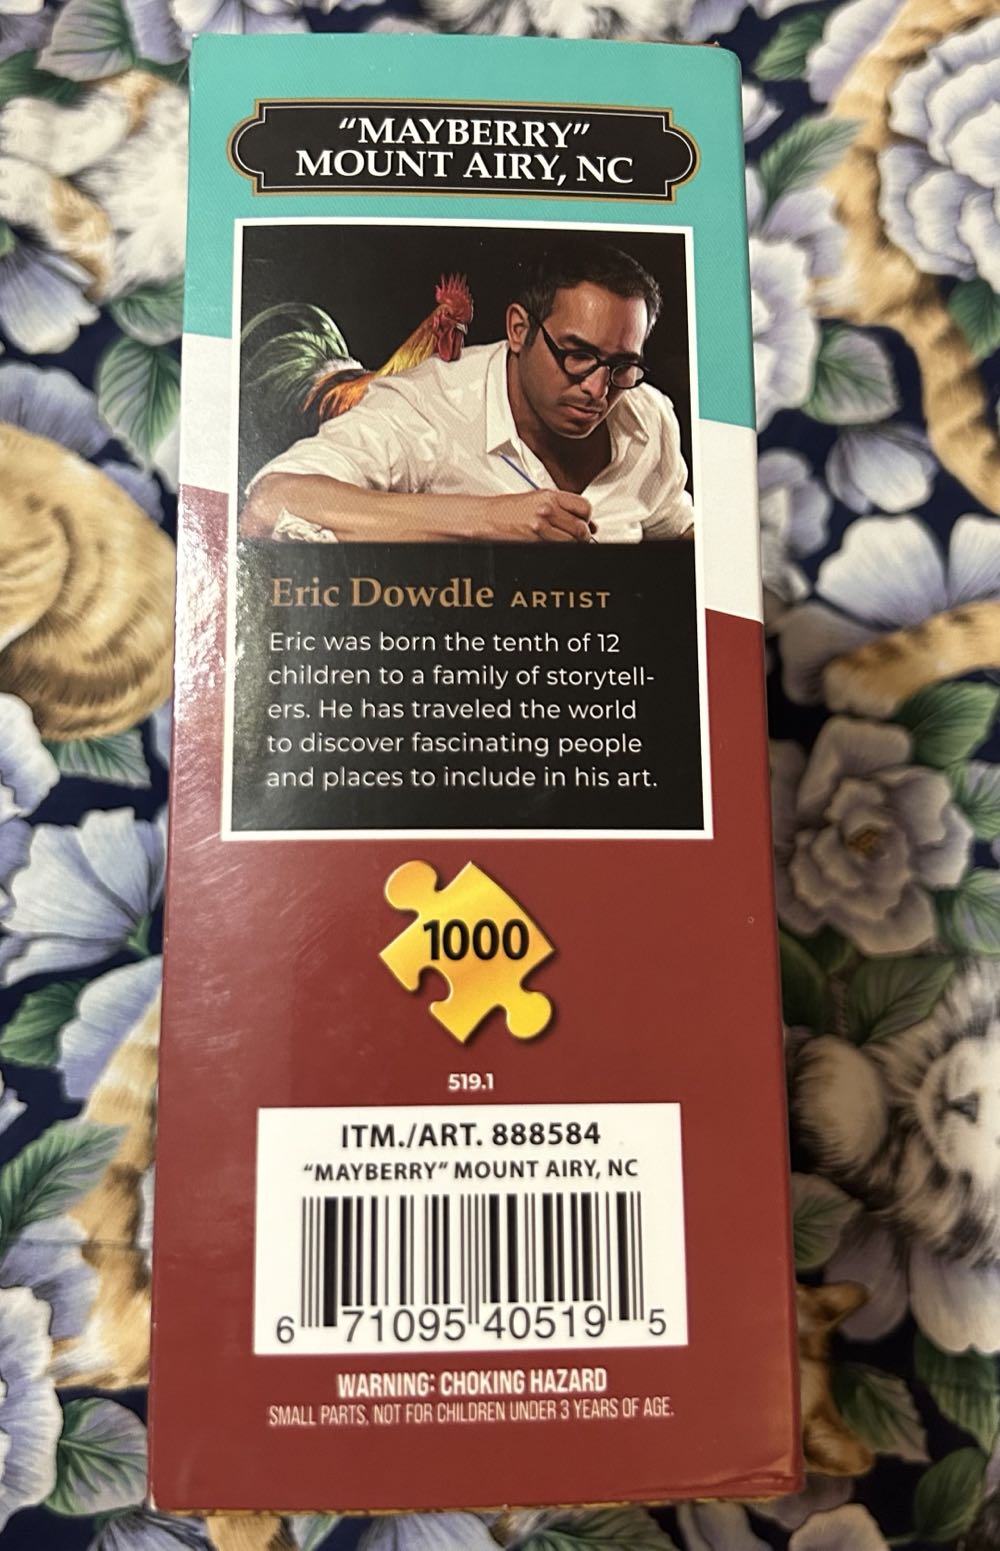 “MAYBERRY”
MOUNT AIRY, NC
Eric Dowdle ARTIST
Eric was born the tenth of 12
children to a family of storytell-
ers. He has traveled the world
to discover fascinating people
and places to include in his art.
1000
519.1
ITM./ART. 888584
“MAYBERRY” MOUNT AIRY, NC
6 71095 40519 5
WARNING: CHOKING HAZARD
SMALL PARTS, NOT FOR CHILDREN UNDER 3 YEARS OF AGE.